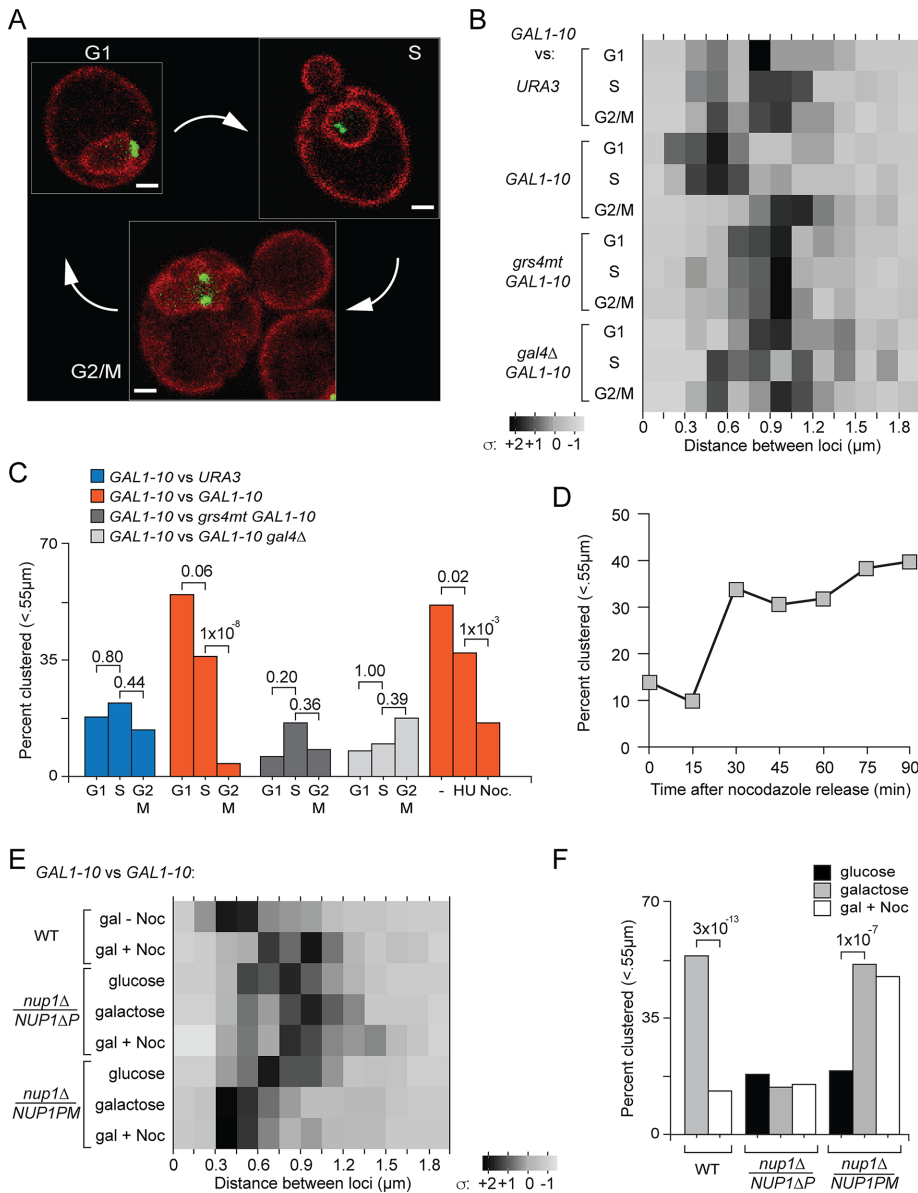 A
G1
S
G2/M
B
GAL1-10
vs:
URA3
G1
S
G2/M
GAL1-10
G1
S
G2/M
grs4mt
GAL1-10
G1
S
G2/M
gal4Δ
GAL1-10
G1
S
G2/M
0 0.3 0.6 0.9 1.2 1.5 1.8
σ: +2 +1 0 -1
Distance between loci (µm)
C
GAL1-10 vs URA3
GAL1-10 vs GAL1-10
GAL1-10 vs grs4mt GAL1-10
GAL1-10 vs GAL1-10 gal4Δ
Percent clustered (<.55µm)
70
35
0
0.80
0.44
0.06
1x10-8
0.20
0.36
1.00
0.39
0.02
1x10-3
G1 S G2 M
G1 S G2 M
G1 S G2 M
G1 S G2 M
- HU Noc.
D
Percent clustered (<.55µm)
50
40
30
20
10
0
0 15 30 45 60 75 90
Time after nocodazole release (min)
E
GAL1-10 vs GAL1-10:
WT
gal - Noc
gal + Noc
nup1Δ
NUP1ΔP
glucose
galactose
gal + Noc
nup1Δ
NUP1PM
glucose
galactose
gal + Noc
0 0.3 0.6 0.9 1.2 1.5 1.8
Distance between loci (µm)
σ: +2 +1 0 -1
F
glucose
galactose
gal + Noc
Percent clustered (<.55µm)
70
35
0
3x10-13
1x10-7
WT
nup1Δ
NUP1ΔP
nup1Δ
NUP1PM